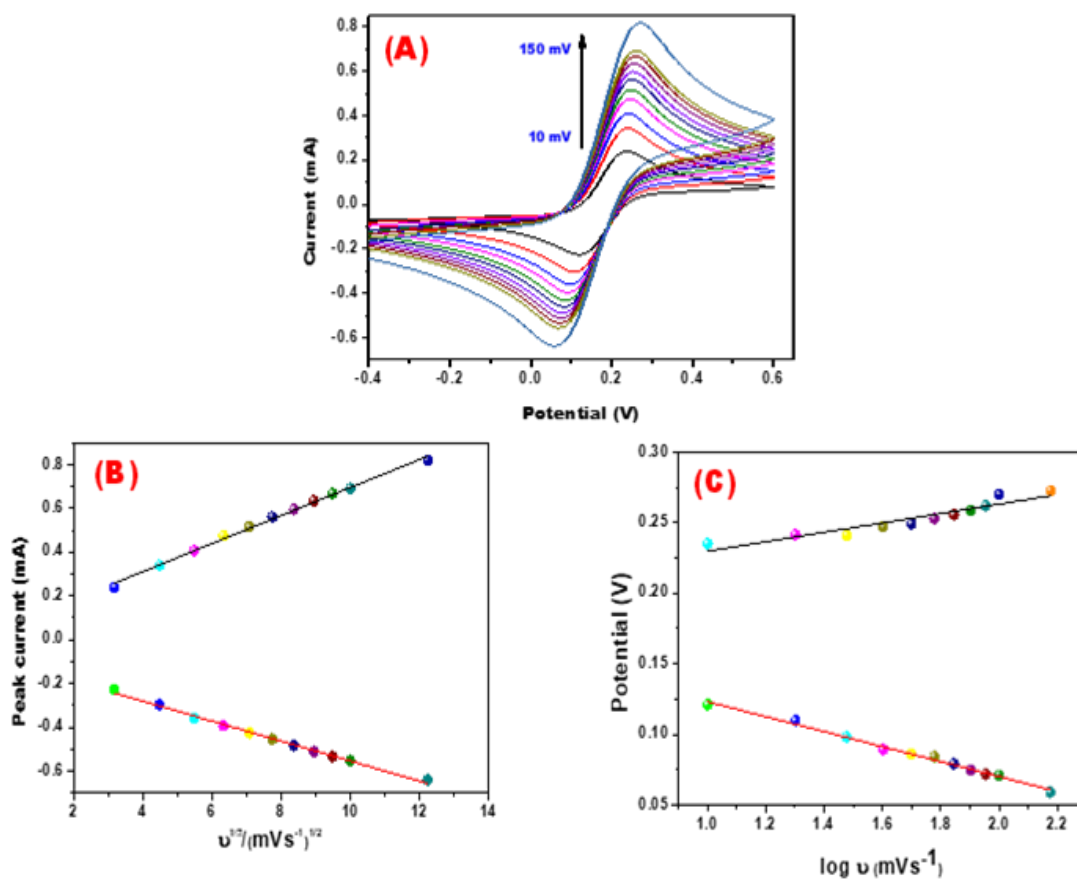 (A)
150 mV
10 mV
0.8
0.6
0.4
0.2
0.0
-0.2
-0.4
-0.6
Current (mA)
-0.4 -0.2 0.0 0.2 0.4 0.6
Potential (V)
(B)
0.8
0.6
0.4
0.2
0.0
-0.2
-0.4
-0.6
Peak current (mA)
2 4 6 8 10 12 14
υ^1/2/(mVs^-1)^1/2
(C)
0.30
0.25
0.20
0.15
0.10
0.05
Potential (V)
1.0 1.2 1.4 1.6 1.8 2.0 2.2
log υ (mVs^-1)